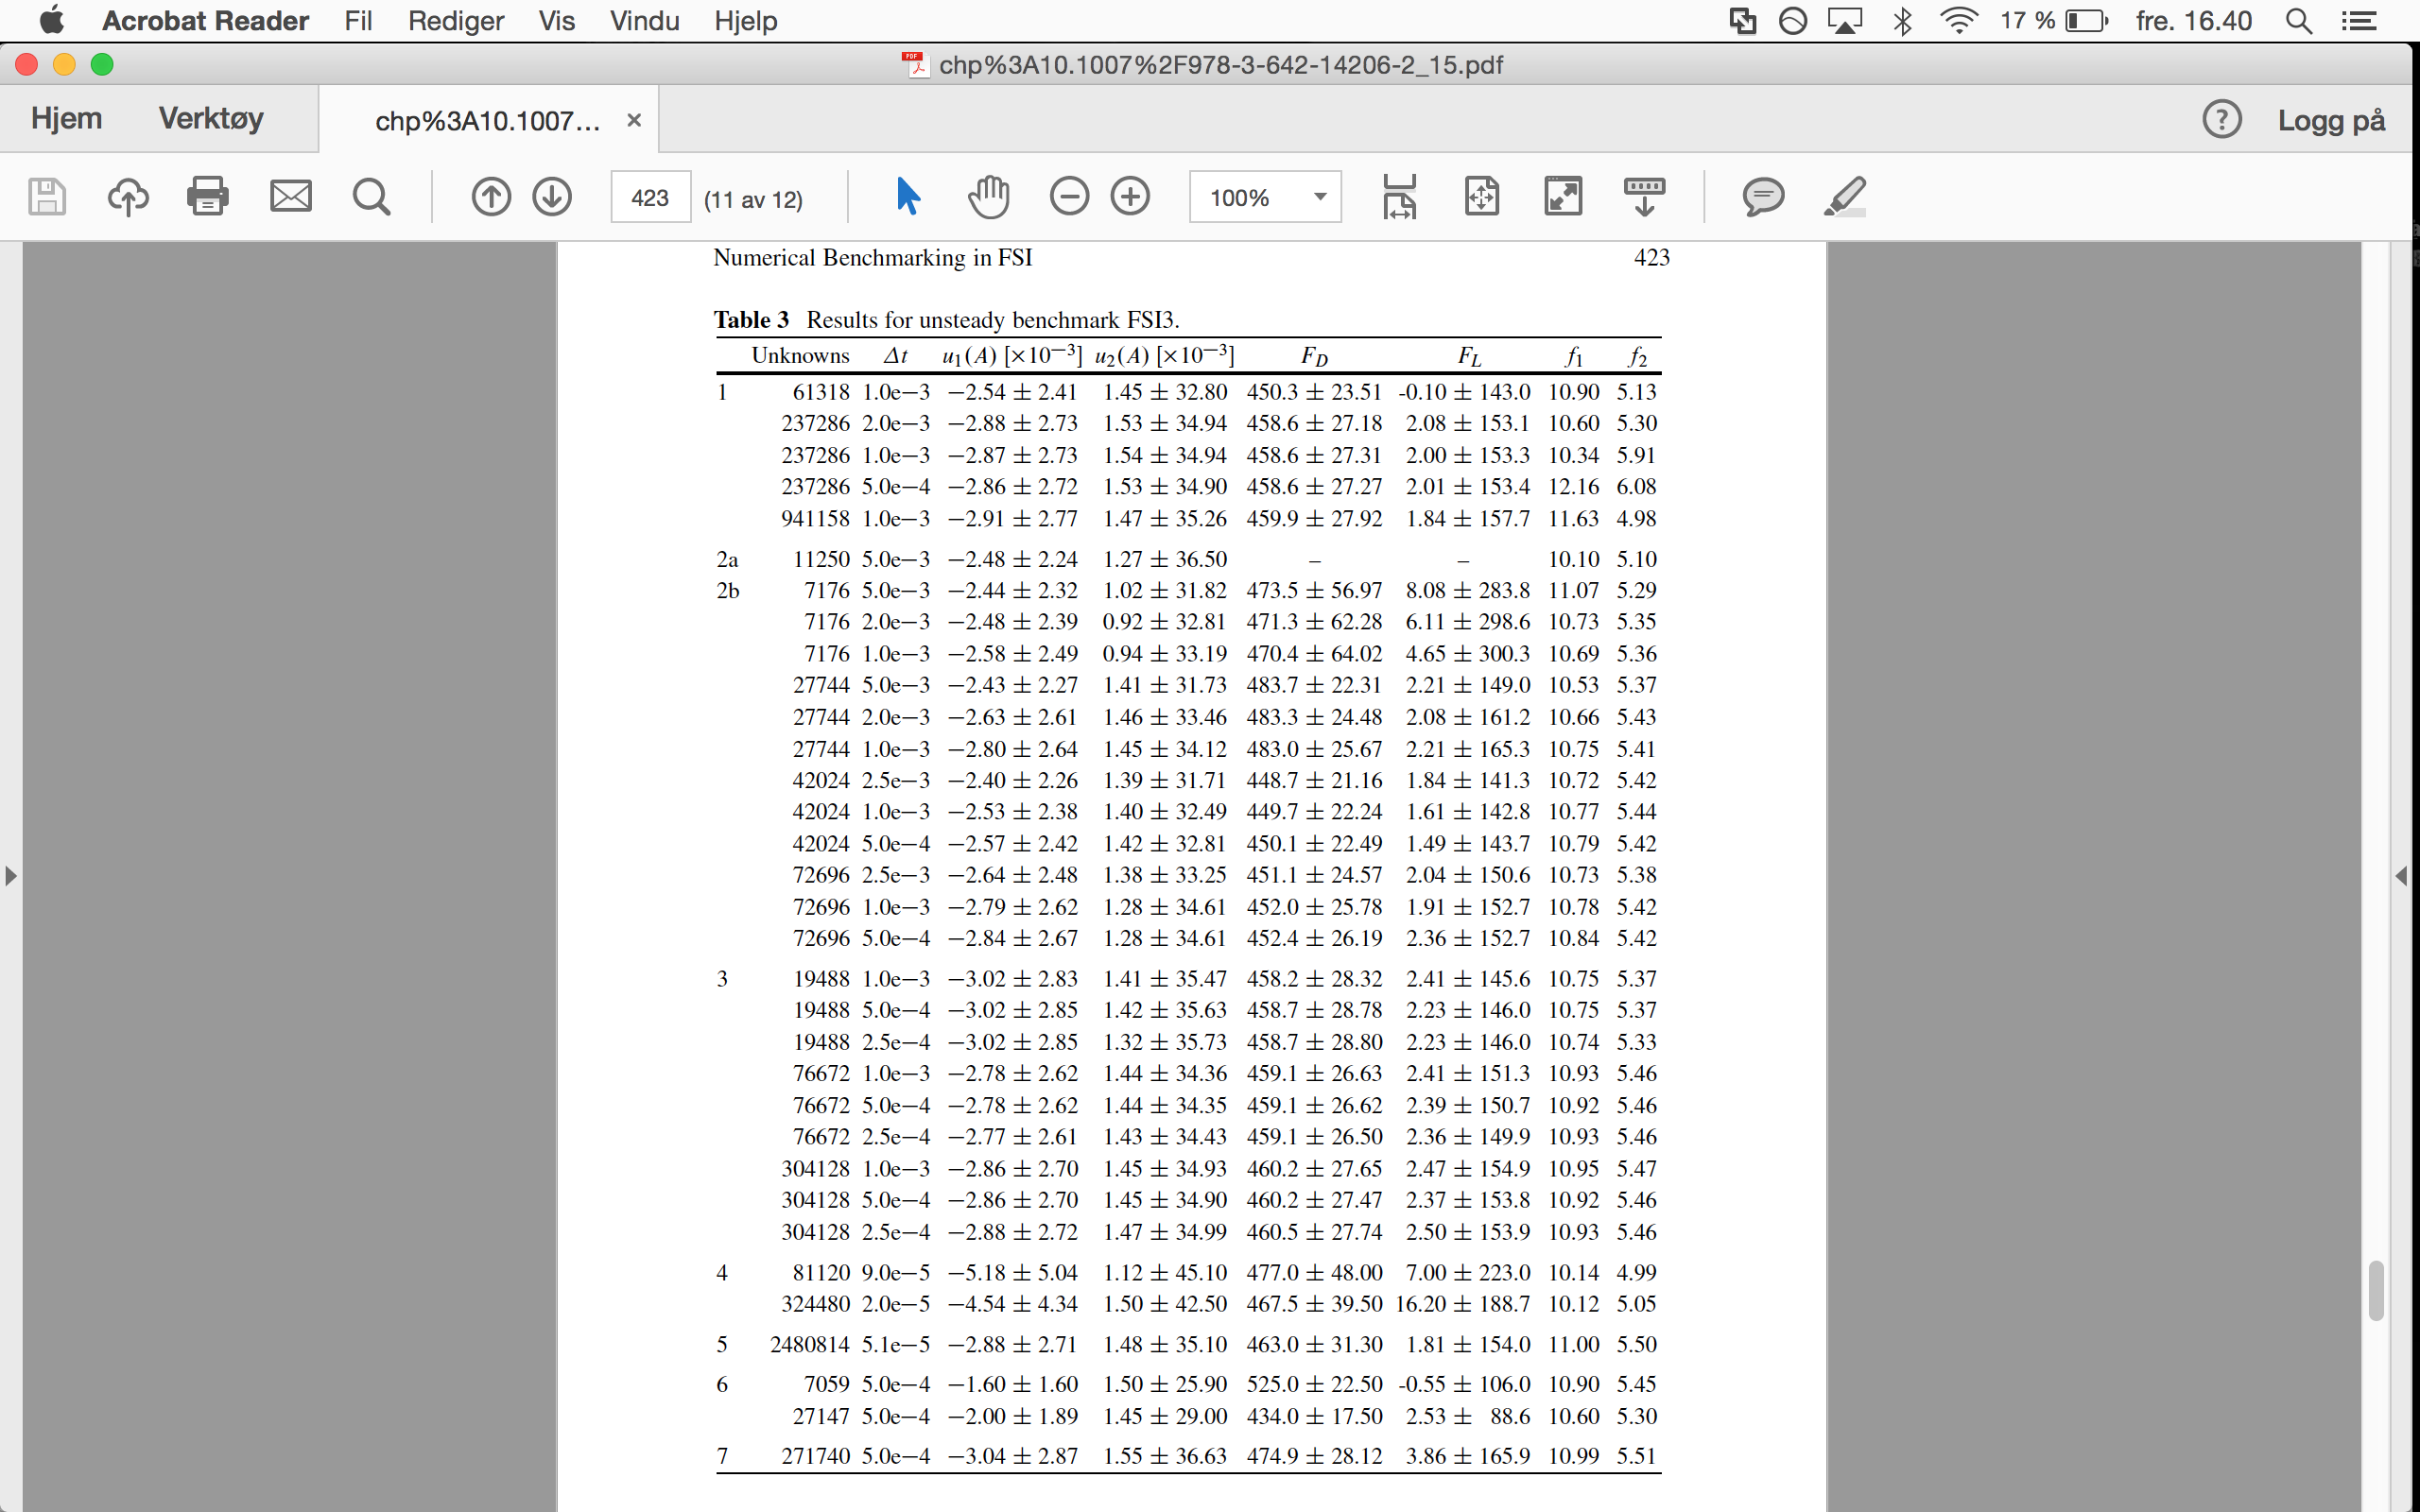 Acrobat Reader Fil Rediger Vis Vindu Hjelp 17 % fre. 16.40
chp%3A10.1007%2F978-3-642-14206-2_15.pdf
Hjem Verktøy chp%3A10.1007... × ? Logg på
423 (11 av 12) 100%
Numerical Benchmarking in FSI 423
Table 3 Results for unsteady benchmark FSI3.
Unknowns Δt u₁(A) [×10⁻³] u₂(A) [×10⁻³] F_D F_L f₁ f₂
1 61318 1.0e−3 −2.54 ± 2.41 1.45 ± 32.80 450.3 ± 23.51 -0.10 ± 143.0 10.90 5.13
237286 2.0e−3 −2.88 ± 2.73 1.53 ± 34.94 458.6 ± 27.18 2.08 ± 153.1 10.60 5.30
237286 1.0e−3 −2.87 ± 2.73 1.54 ± 34.94 458.6 ± 27.31 2.00 ± 153.3 10.34 5.91
237286 5.0e−4 −2.86 ± 2.72 1.53 ± 34.90 458.6 ± 27.27 2.01 ± 153.4 12.16 6.08
941158 1.0e−3 −2.91 ± 2.77 1.47 ± 35.26 459.9 ± 27.92 1.84 ± 157.7 11.63 4.98
2a 11250 5.0e−3 −2.48 ± 2.24 1.27 ± 36.50 – – 10.10 5.10
2b 7176 5.0e−3 −2.44 ± 2.32 1.02 ± 31.82 473.5 ± 56.97 8.08 ± 283.8 11.07 5.29
7176 2.0e−3 −2.48 ± 2.39 0.92 ± 32.81 471.3 ± 62.28 6.11 ± 298.6 10.73 5.35
7176 1.0e−3 −2.58 ± 2.49 0.94 ± 33.19 470.4 ± 64.02 4.65 ± 300.3 10.69 5.36
27744 5.0e−3 −2.43 ± 2.27 1.41 ± 31.73 483.7 ± 22.31 2.21 ± 149.0 10.53 5.37
27744 2.0e−3 −2.63 ± 2.61 1.46 ± 33.46 483.3 ± 24.48 2.08 ± 161.2 10.66 5.43
27744 1.0e−3 −2.80 ± 2.64 1.45 ± 34.12 483.0 ± 25.67 2.21 ± 165.3 10.75 5.41
42024 2.5e−3 −2.40 ± 2.26 1.39 ± 31.71 448.7 ± 21.16 1.84 ± 141.3 10.72 5.42
42024 1.0e−3 −2.53 ± 2.38 1.40 ± 32.49 449.7 ± 22.24 1.61 ± 142.8 10.77 5.44
42024 5.0e−4 −2.57 ± 2.42 1.42 ± 32.81 450.1 ± 22.49 1.49 ± 143.7 10.79 5.42
72696 2.5e−3 −2.64 ± 2.48 1.38 ± 33.25 451.1 ± 24.57 2.04 ± 150.6 10.73 5.38
72696 1.0e−3 −2.79 ± 2.62 1.28 ± 34.61 452.0 ± 25.78 1.91 ± 152.7 10.78 5.42
72696 5.0e−4 −2.84 ± 2.67 1.28 ± 34.61 452.4 ± 26.19 2.36 ± 152.7 10.84 5.42
3 19488 1.0e−3 −3.02 ± 2.83 1.41 ± 35.47 458.2 ± 28.32 2.41 ± 145.6 10.75 5.37
19488 5.0e−4 −3.02 ± 2.85 1.42 ± 35.63 458.7 ± 28.78 2.23 ± 146.0 10.75 5.37
19488 2.5e−4 −3.02 ± 2.85 1.32 ± 35.73 458.7 ± 28.80 2.23 ± 146.0 10.74 5.33
76672 1.0e−3 −2.78 ± 2.62 1.44 ± 34.36 459.1 ± 26.63 2.41 ± 151.3 10.93 5.46
76672 5.0e−4 −2.78 ± 2.62 1.44 ± 34.35 459.1 ± 26.62 2.39 ± 150.7 10.92 5.46
76672 2.5e−4 −2.77 ± 2.61 1.43 ± 34.43 459.1 ± 26.50 2.36 ± 149.9 10.93 5.46
304128 1.0e−3 −2.86 ± 2.70 1.45 ± 34.93 460.2 ± 27.65 2.47 ± 154.9 10.95 5.47
304128 5.0e−4 −2.86 ± 2.70 1.45 ± 34.90 460.2 ± 27.47 2.37 ± 153.8 10.92 5.46
304128 2.5e−4 −2.88 ± 2.72 1.47 ± 34.99 460.5 ± 27.74 2.50 ± 153.9 10.93 5.46
4 81120 9.0e−5 −5.18 ± 5.04 1.12 ± 45.10 477.0 ± 48.00 7.00 ± 223.0 10.14 4.99
324480 2.0e−5 −4.54 ± 4.34 1.50 ± 42.50 467.5 ± 39.50 16.20 ± 188.7 10.12 5.05
5 2480814 5.1e−5 −2.88 ± 2.71 1.48 ± 35.10 463.0 ± 31.30 1.81 ± 154.0 11.00 5.50
6 7059 5.0e−4 −1.60 ± 1.60 1.50 ± 25.90 525.0 ± 22.50 -0.55 ± 106.0 10.90 5.45
27147 5.0e−4 −2.00 ± 1.89 1.45 ± 29.00 434.0 ± 17.50 2.53 ± 88.6 10.60 5.30
7 271740 5.0e−4 −3.04 ± 2.87 1.55 ± 36.63 474.9 ± 28.12 3.86 ± 165.9 10.99 5.51